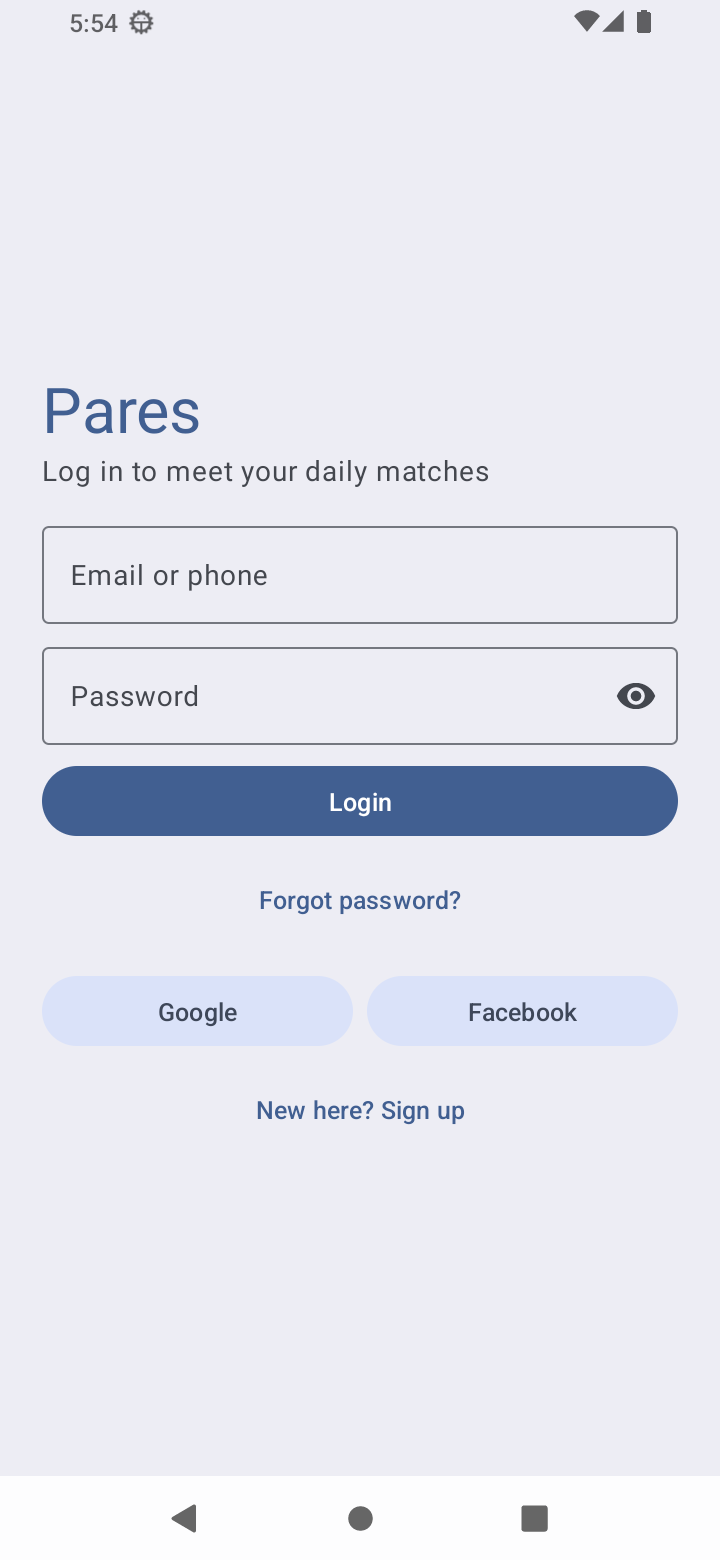 5:54
Pares
Log in to meet your daily matches
Email or phone
Password
Login
Forgot password?
Google
Facebook
New here? Sign up